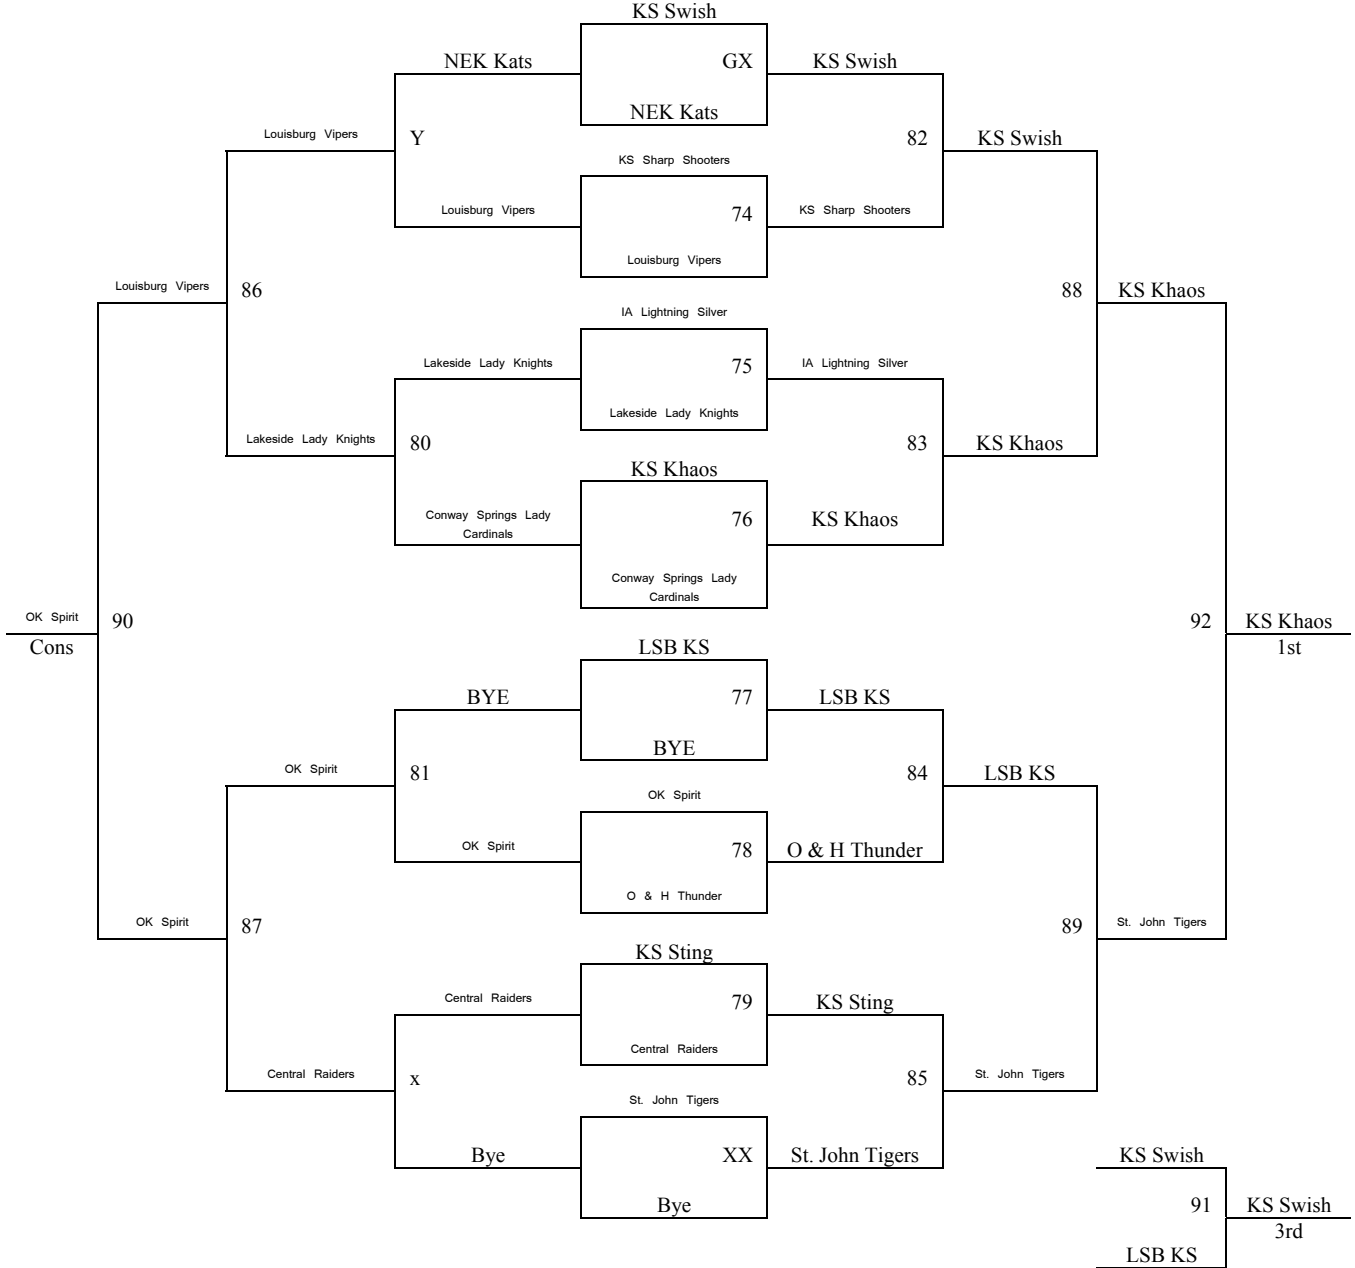 KS Swish
NEK Kats
GX
KS Swish
NEK Kats
Louisburg Vipers
Y
82
KS Swish
KS Sharp Shooters
Louisburg Vipers
74
KS Sharp Shooters
Louisburg Vipers
Louisburg Vipers
86
88
KS Khaos
IA Lightning Silver
Lakeside Lady Knights
75
IA Lightning Silver
Lakeside Lady Knights
Lakeside Lady Knights
80
83
KS Khaos
KS Khaos
Conway Springs Lady
Cardinals
76
KS Khaos
Conway Springs Lady
Cardinals
OK Spirit
90
92
KS Khaos
Cons
1st
LSB KS
BYE
77
LSB KS
BYE
OK Spirit
81
84
LSB KS
OK Spirit
OK Spirit
78
O & H Thunder
O & H Thunder
OK Spirit
87
89
St. John Tigers
KS Sting
Central Raiders
79
KS Sting
Central Raiders
Central Raiders
x
85
St. John Tigers
St. John Tigers
Bye
XX
St. John Tigers
Bye
KS Swish
91
KS Swish
3rd
LSB KS